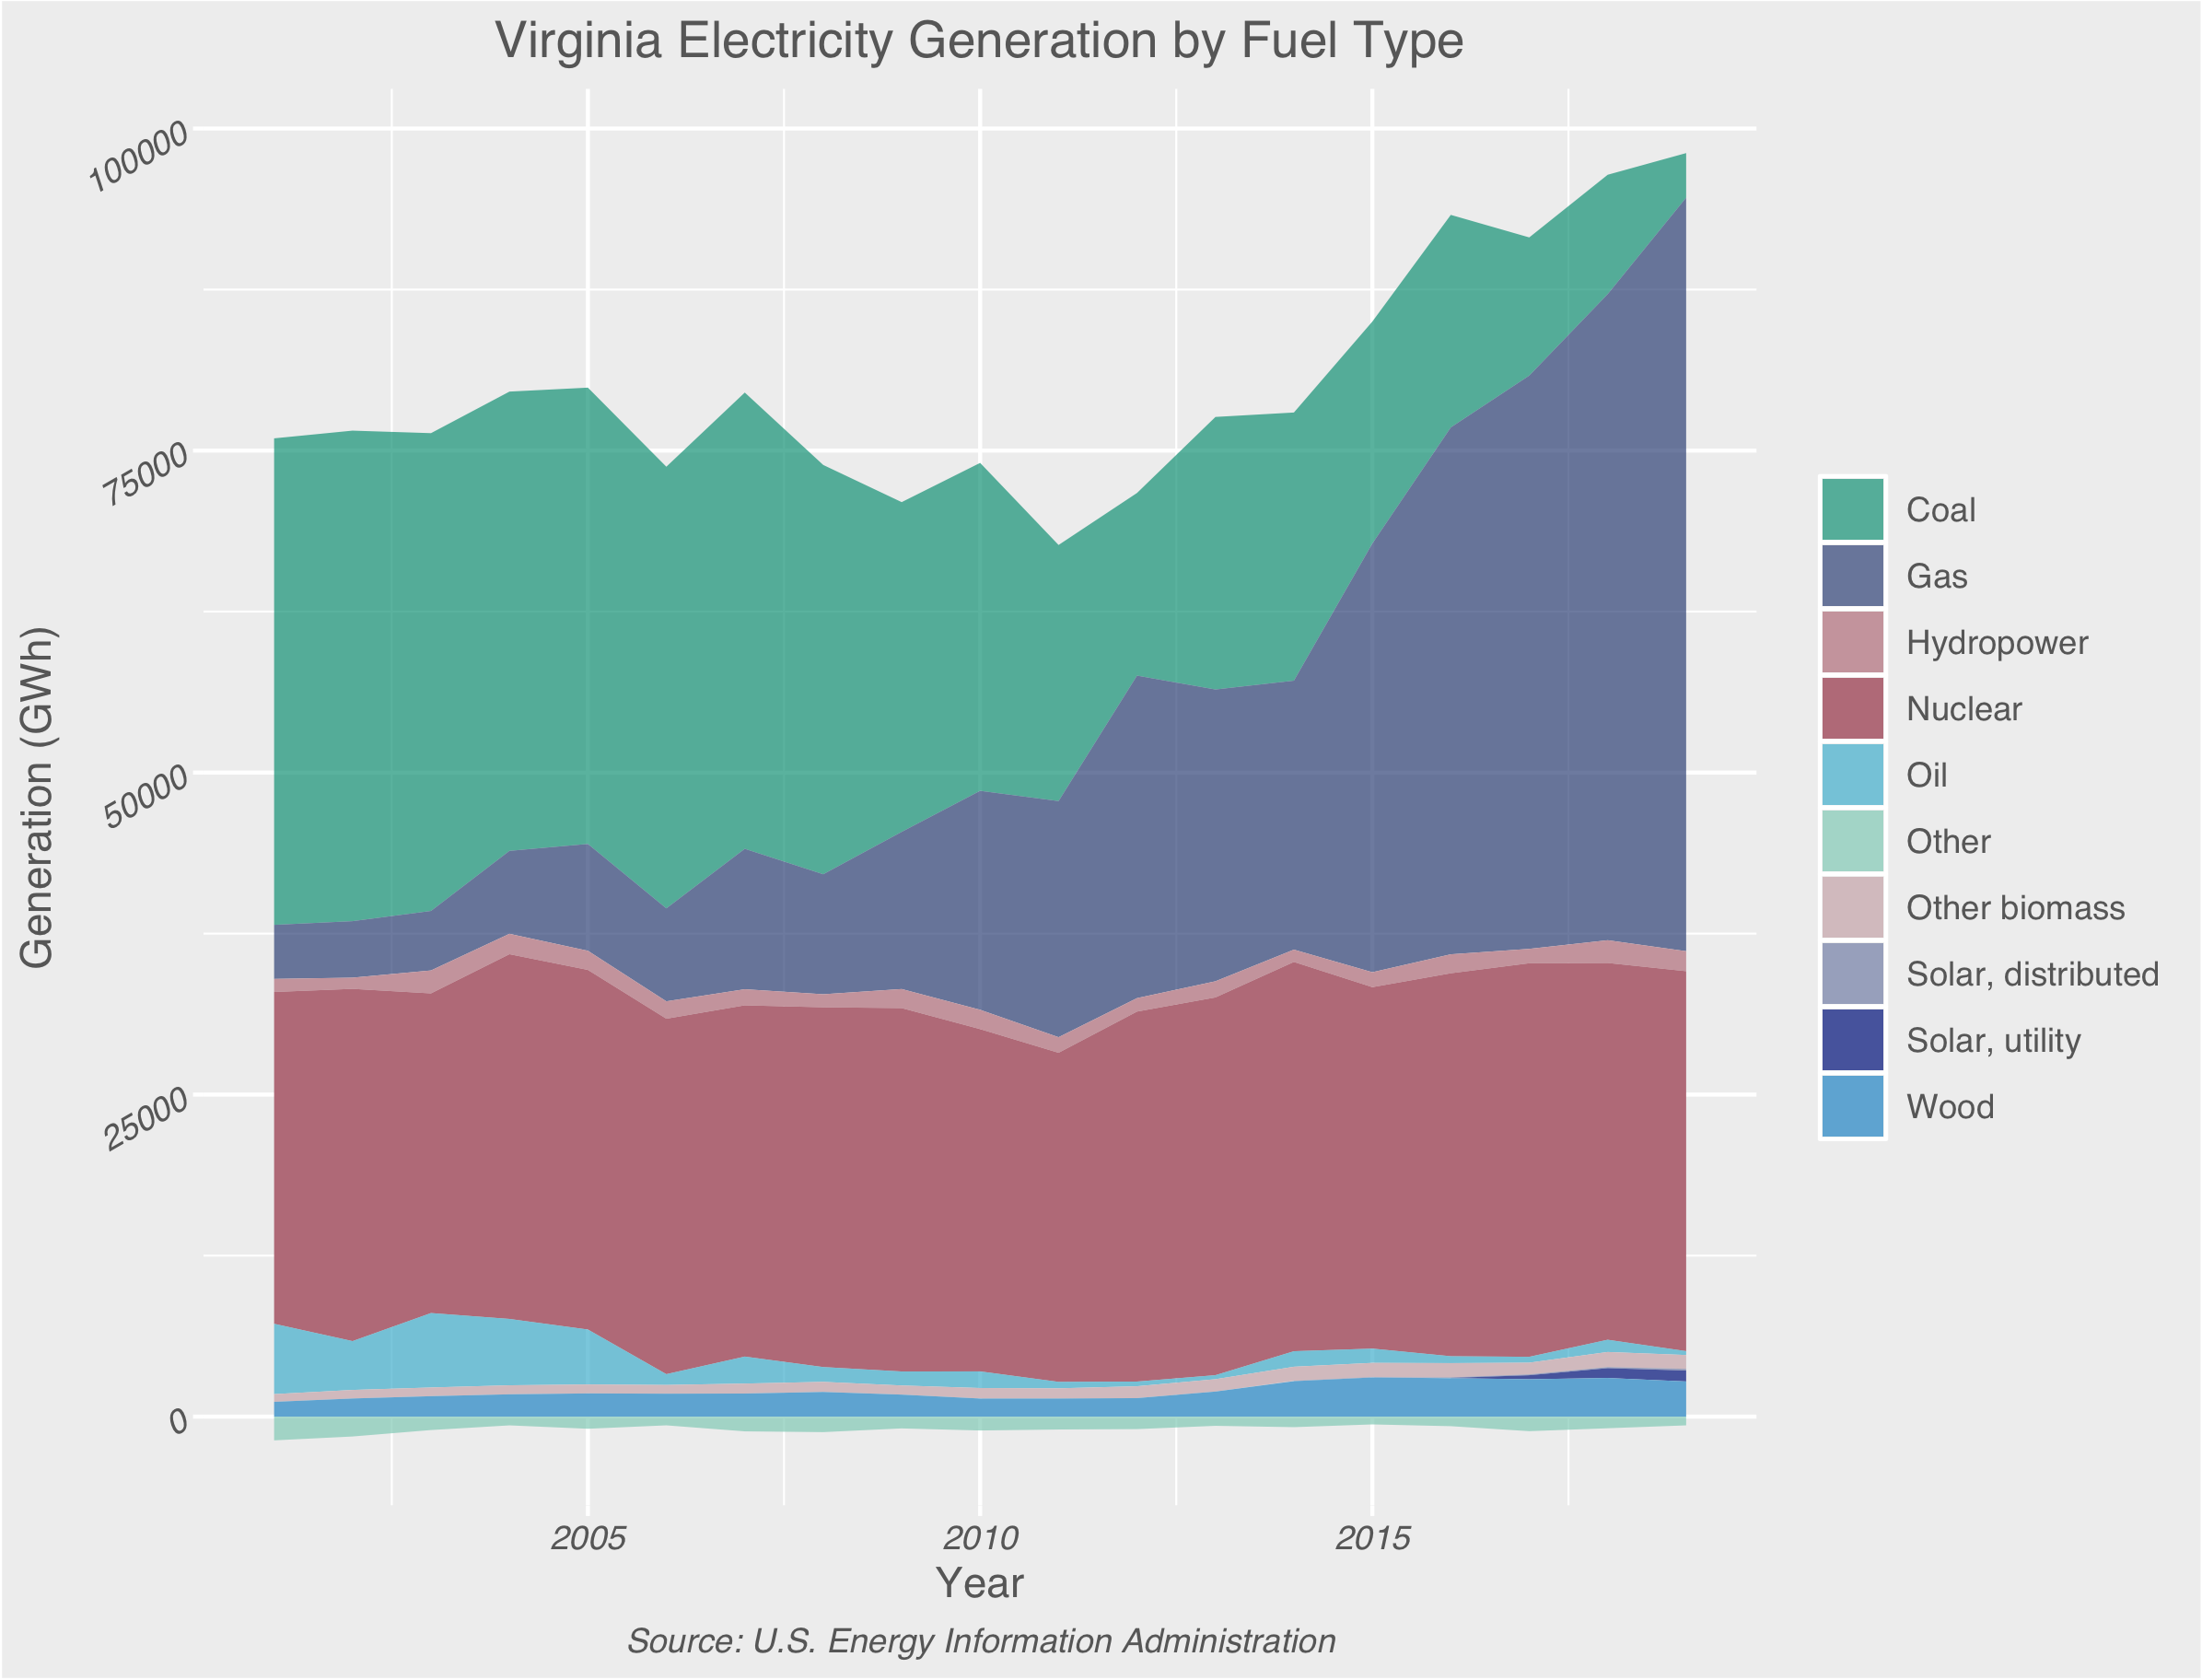 Virginia Electricity Generation by Fuel Type
Generation (GWh)
100000
75000
50000
25000
0
2005 2010 2015
Year
Source: U.S. Energy Information Administration
Coal
Gas
Hydropower
Nuclear
Oil
Other
Other biomass
Solar, distributed
Solar, utility
Wood